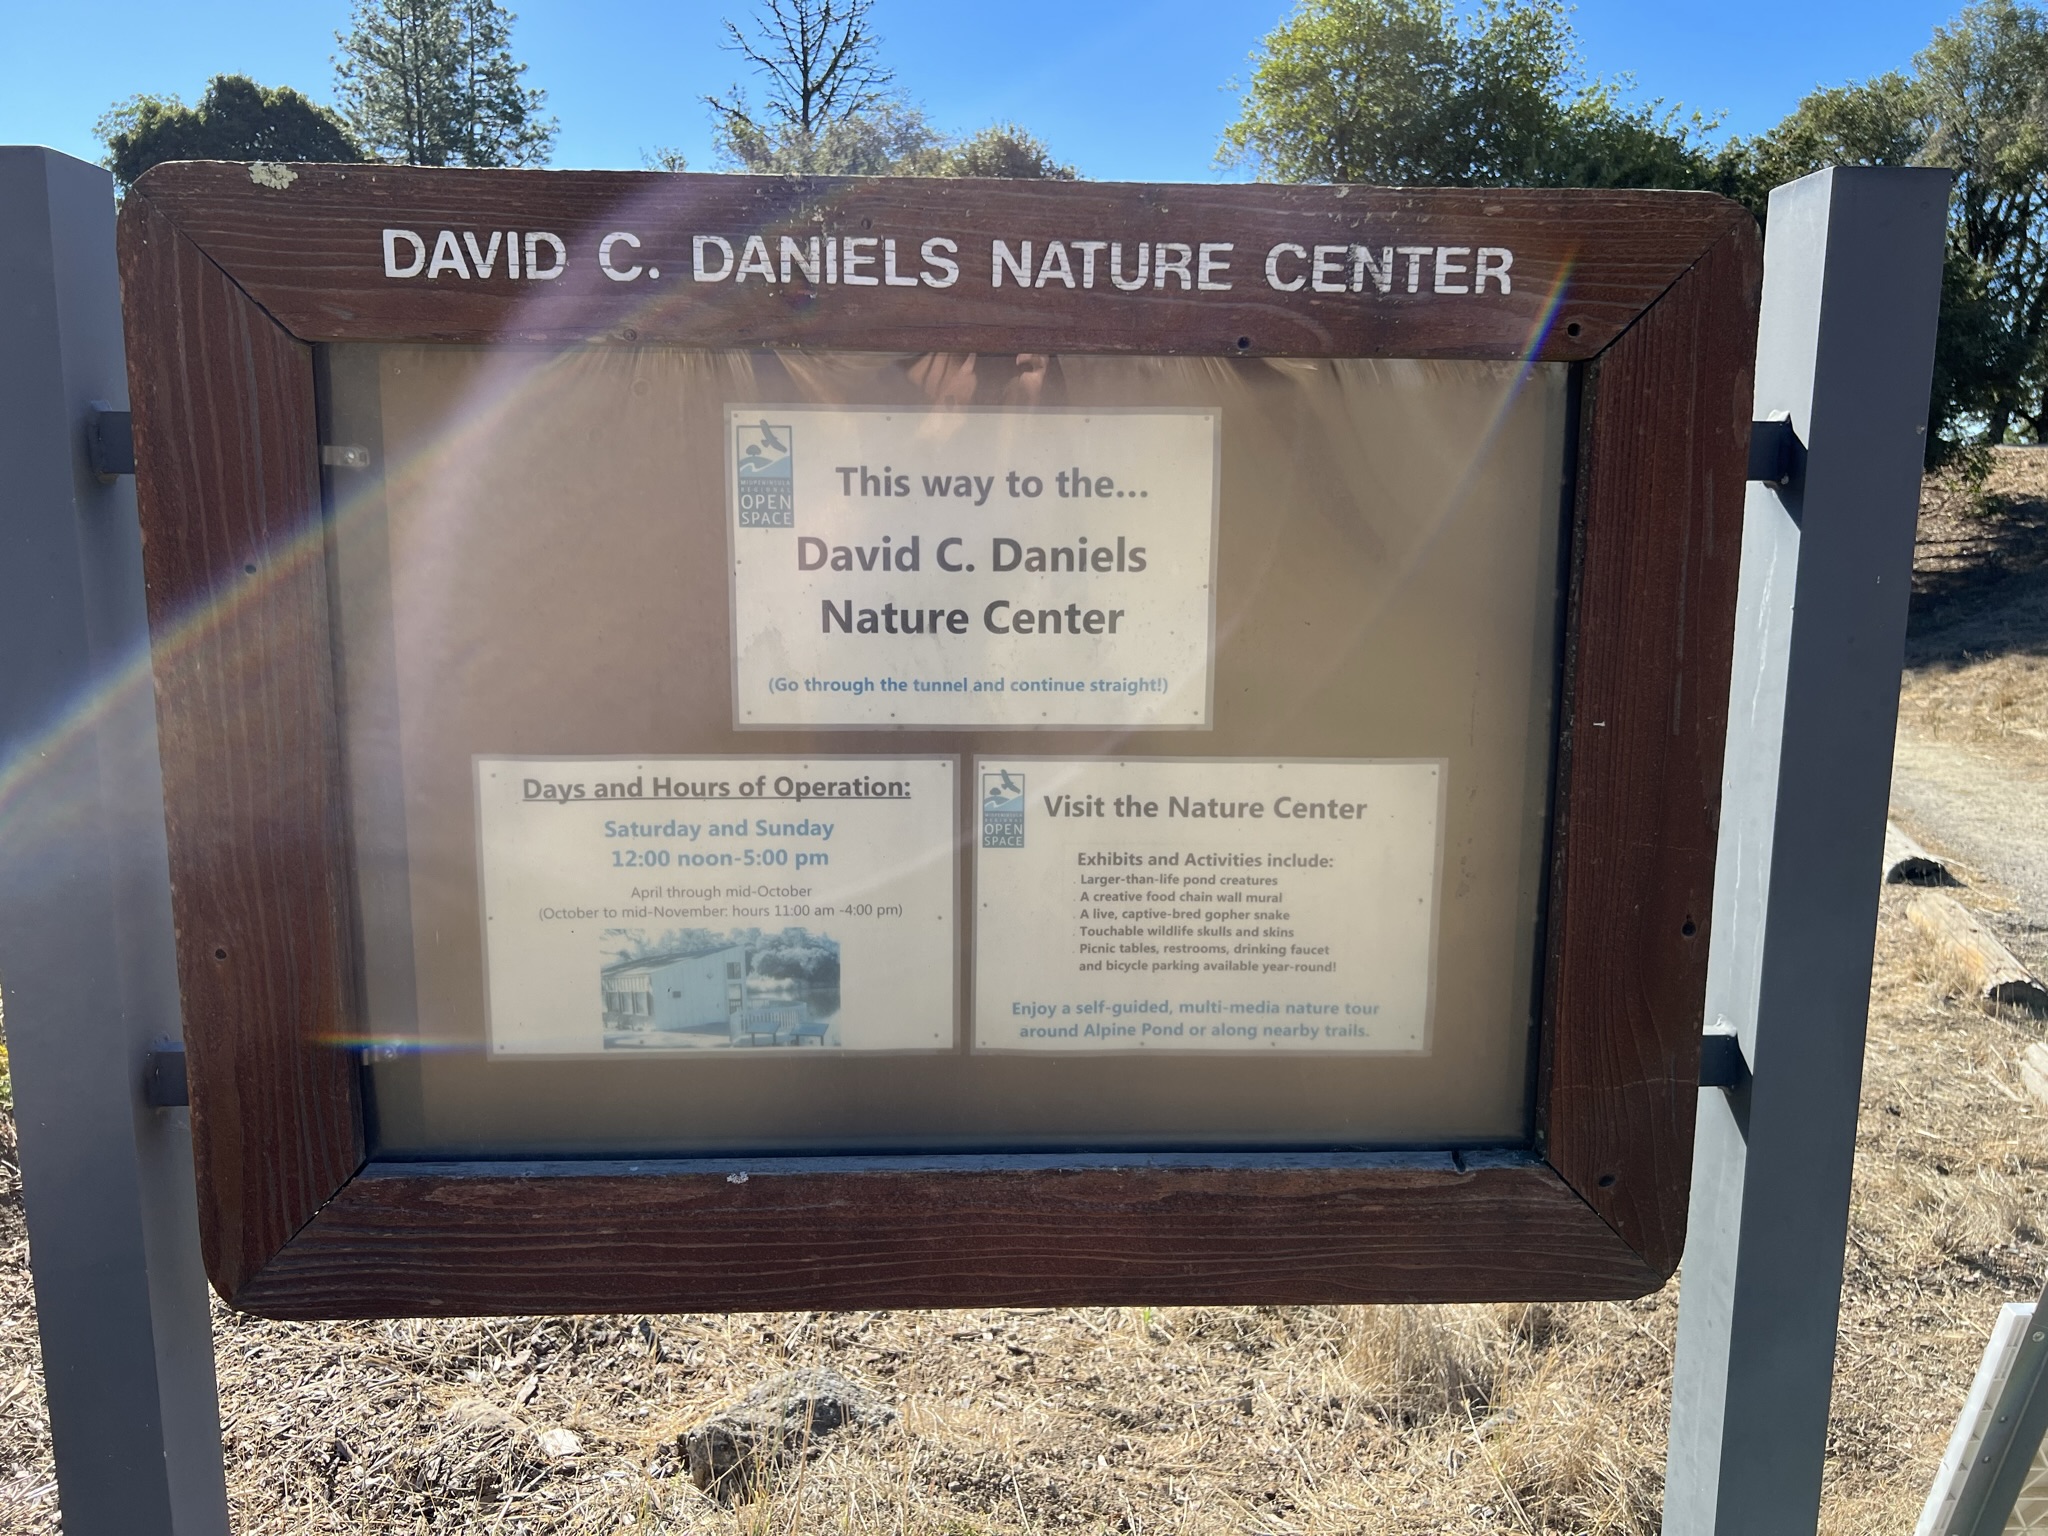 DAVID C. DANIELS NATURE CENTER
MIDPENINSULA
REGIONAL
OPEN
SPACE
This way to the...
David C. Daniels
Nature Center
(Go through the tunnel and continue straight!)
Days and Hours of Operation:
Saturday and Sunday
12:00 noon-5:00 pm
April through mid-October
(October to mid-November: hours 11:00 am -4:00 pm)
MIDPENINSULA
REGIONAL
OPEN
SPACE
Visit the Nature Center
Exhibits and Activities include:
Larger-than-life pond creatures
A creative food chain wall mural
A live, captive-bred gopher snake
Touchable wildlife skulls and skins
Picnic tables, restrooms, drinking faucet
and bicycle parking available year-round!
Enjoy a self-guided, multi-media nature tour
around Alpine Pond or along nearby trails.